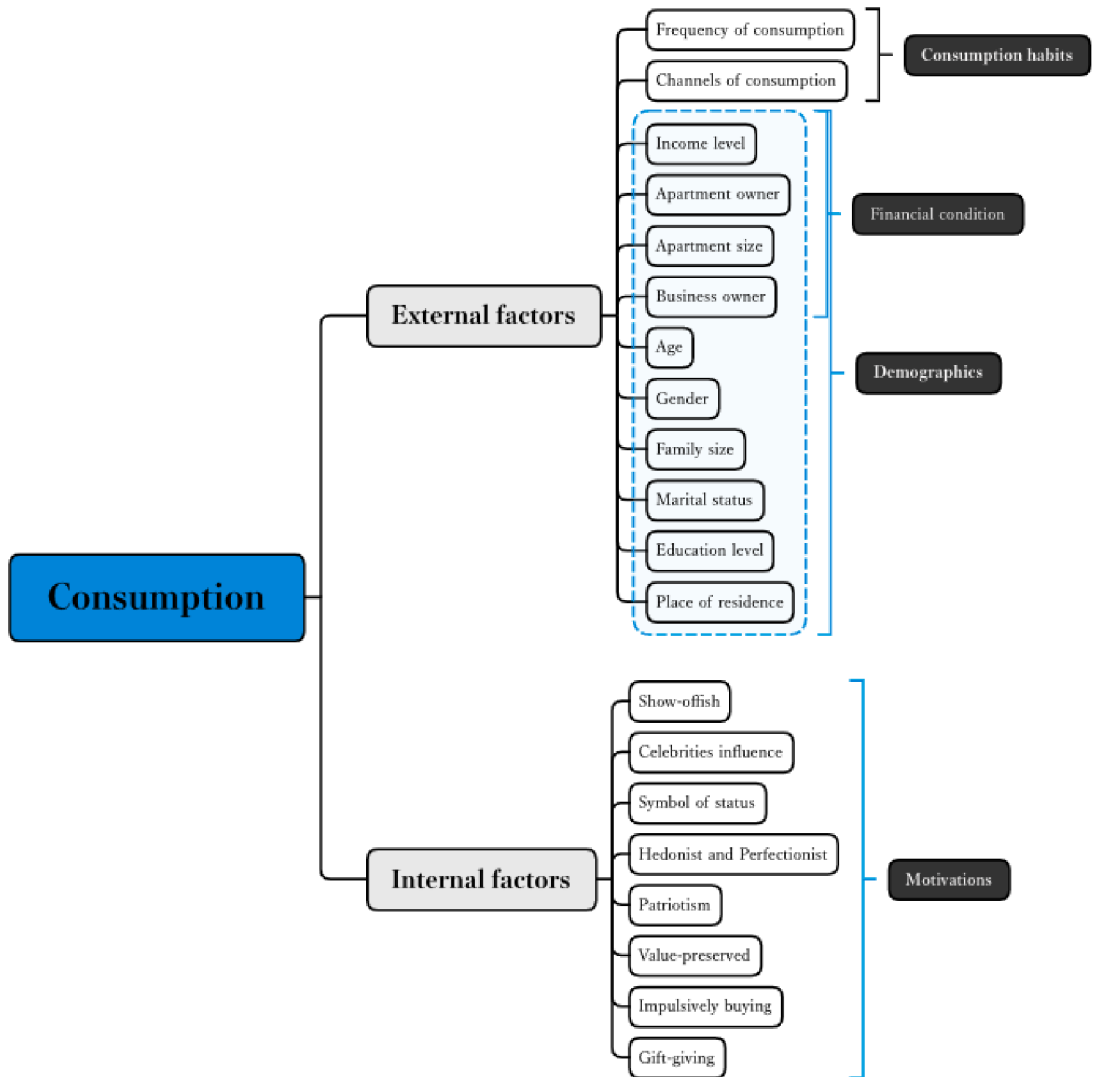 Frequency of consumption
Channels of consumption
Consumption habits
Income level
Apartment owner
Apartment size
Business owner
Financial condition
Age
Gender
Family size
Marital status
Education level
Place of residence
Demographics
External factors
Consumption
Internal factors
Show-offish
Celebrities influence
Symbol of status
Hedonist and Perfectionist
Patriotism
Value-preserved
Impulsively buying
Gift-giving
Motivations